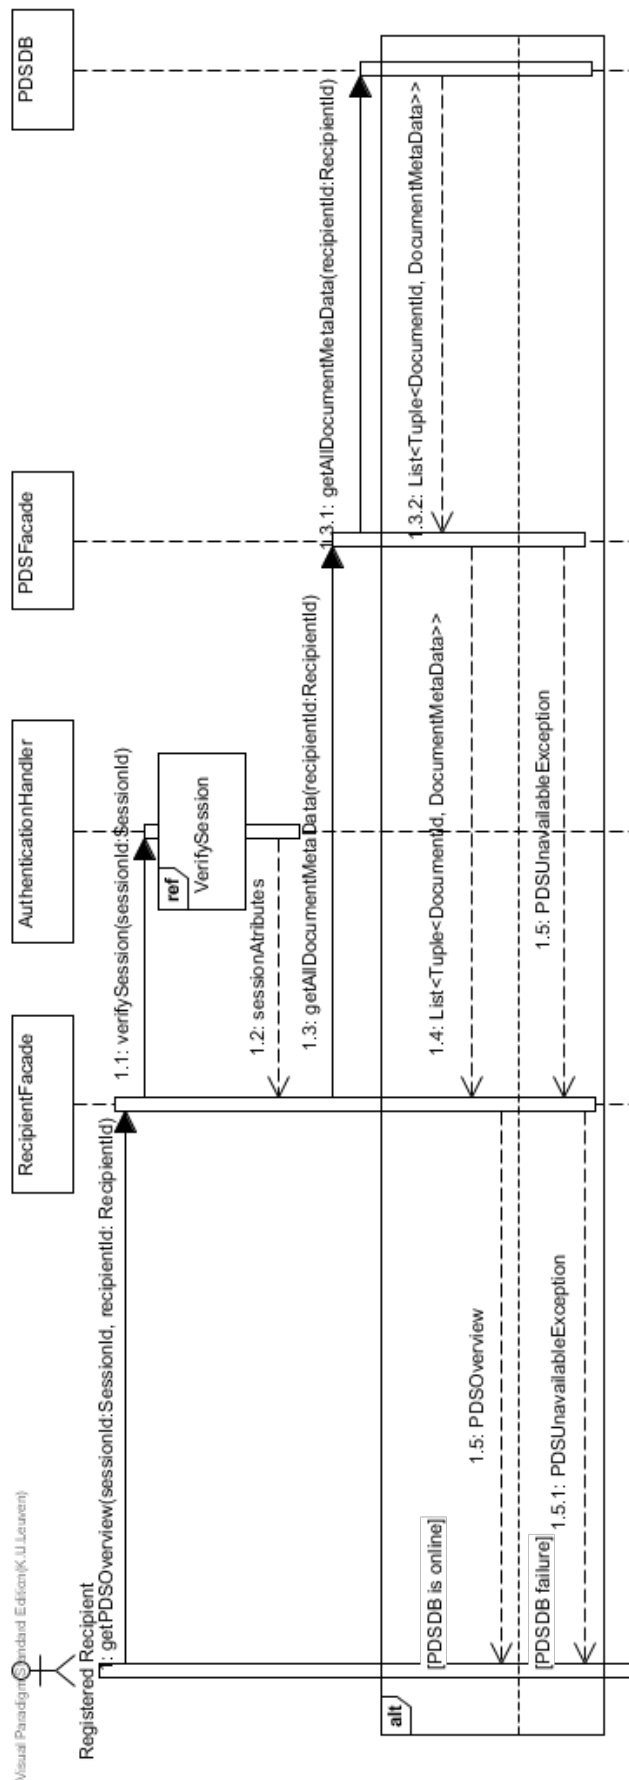 Visual Paradigm Standard Edition(K.U.Leuven)
Registered Recipient
RecipientFacade
AuthenticationHandler
PDSFacade
PDSDB
1: getPDSOverview(sessionId:SessionId, recipientId: RecipientId)
1.1: verifySession(sessionId:SessionId)
ref
VerifySession
1.2: sessionAtributes
1.3: getAllDocumentMetaData(recipientId:RecipientId)
1.3.1: getAllDocumentMetaData(recipientId:RecipientId)
alt
[PDSDB is online]
1.3.2: List<Tuple<DocumentId, DocumentMetaData>>
1.4: List<Tuple<DocumentId, DocumentMetaData>>
1.5: PDSOverview
[PDSDB failure]
1.5: PDSUnavailableException
1.5.1: PDSUnavailableException